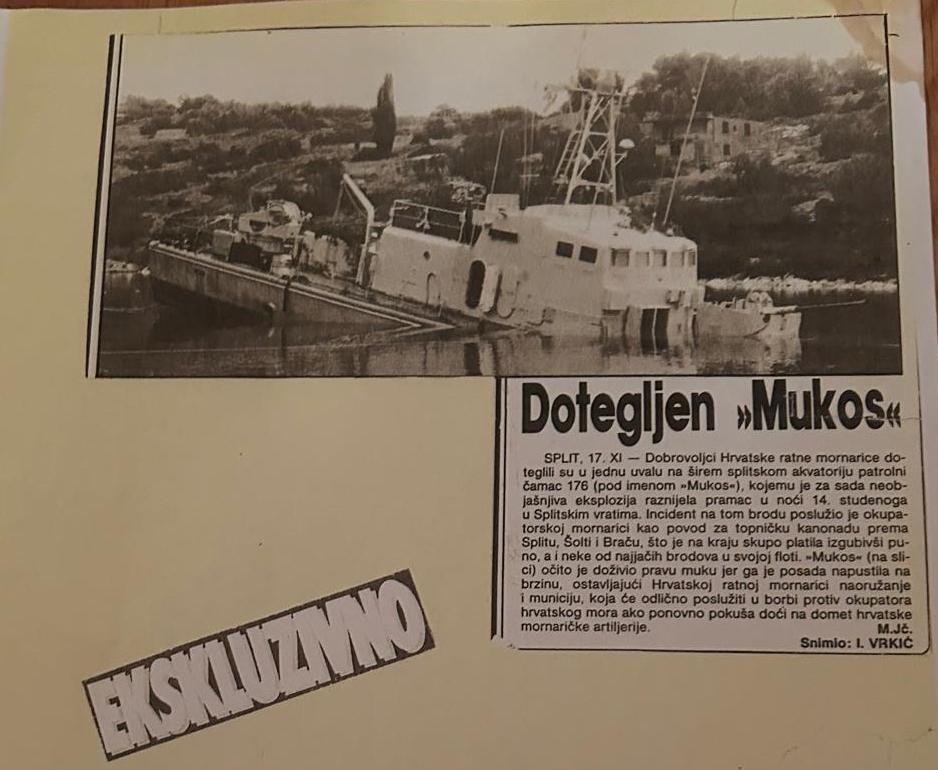 Dotegljen »Mukos«
SPLIT, 17. XI — Dobrovoljci Hrvatske ratne mornarice do-
teglili su u jednu uvalu na širem splitskom akvatoriju patrolni
čamac 176 (pod imenom »Mukos«), kojemu je za sada neob-
jašnjiva eksplozija raznijela pramac u noći 14. studenoga
u Splitskim vratima. Incident na tom brodu poslužio je okupa-
torskoj mornarici kao povod za topničku kanonadu prema
Splitu, Šolti i Braču, što je na kraju skupo platila izgubivši pu-
no, a i neke od najjačih brodova u svojoj floti. »Mukos« (na sli-
ci) očito je doživio pravu muku jer ga je posada napustila na
brzinu, ostavljajući Hrvatskoj ratnoj mornarici naoružanje
i municiju, koja će odlično poslužiti u borbi protiv okupatora
hrvatskog mora ako ponovno pokuša doći na domet hrvatske
mornaričke artiljerije.
M.Jč.
Snimio: I. VRKIĆ
EKSKLUZIVNO